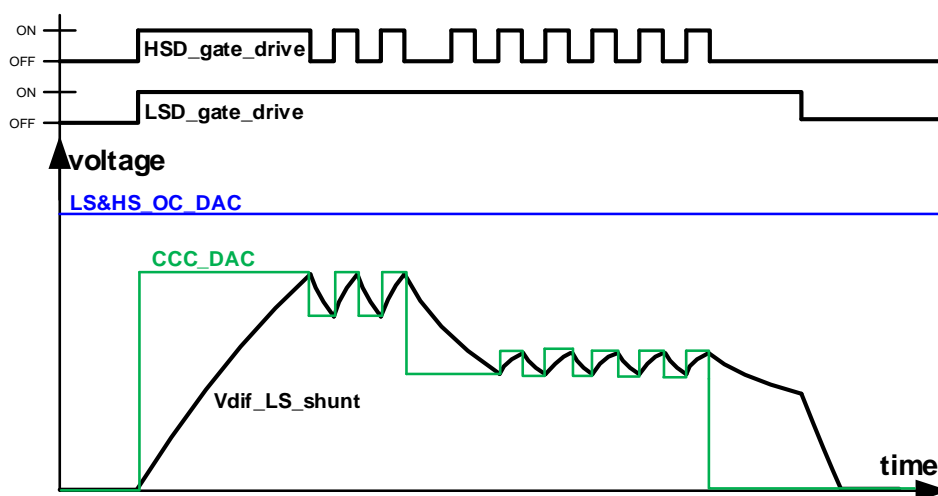 ON
OFF
HSD_gate_drive
ON
OFF
LSD_gate_drive
voltage
LS&HS_OC_DAC
CCC_DAC
Vdif_LS_shunt
time